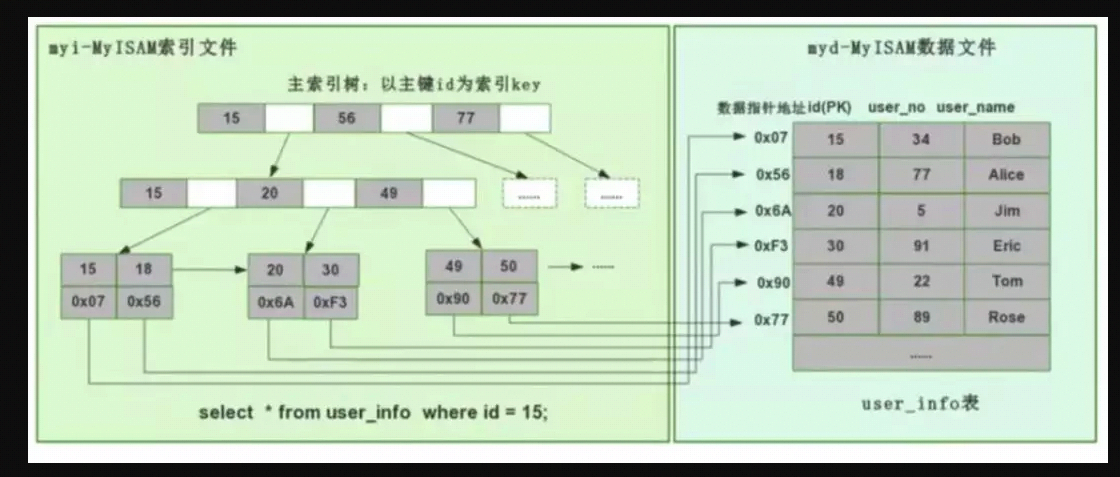 myi-MyISAM索引文件
主索引树: 以主键id为索引key
15 56 77
15 20 49 ...... ......
15 18 20 30 49 50 ......
0x07 0x56 0x6A 0xF3 0x90 0x77
select * from user_info where id = 15;
myd-MyISAM数据文件
数据指针地址 id(PK) user_no user_name
0x07 15 34 Bob
0x56 18 77 Alice
0x6A 20 5 Jim
0xF3 30 91 Eric
0x90 49 22 Tom
0x77 50 89 Rose
......
user_info表